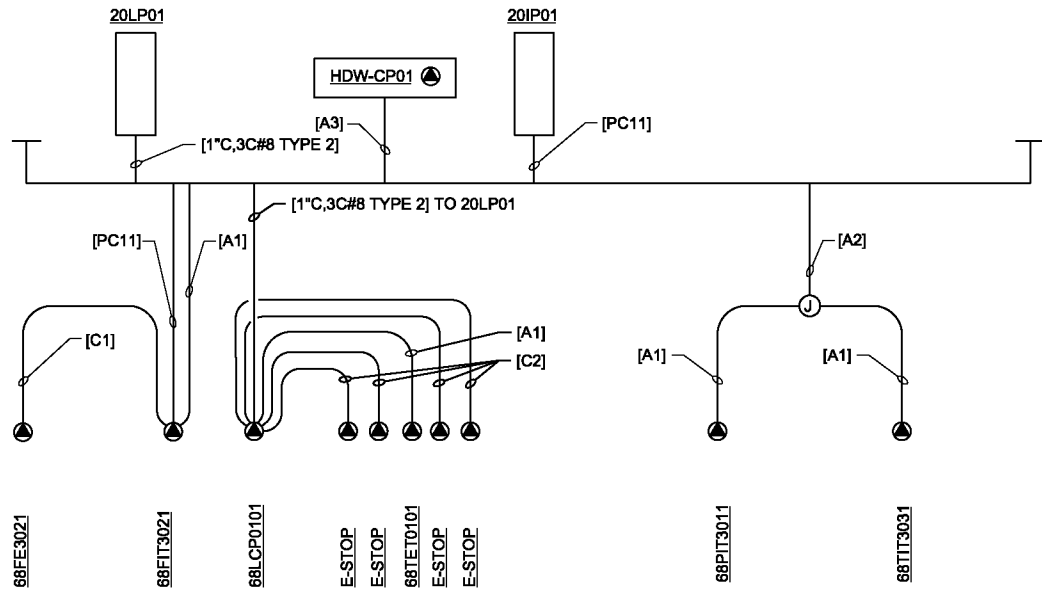 20LP01
20IP01
HDW-CP01
[A3]
[PC11]
[1"C,3C#8 TYPE 2]
[1"C,3C#8 TYPE 2] TO 20LP01
[PC11]
[A1]
[A2]
J
[C1]
[A1]
[C2]
[A1]
[A1]
68FE3021
68FIT3021
68LCP0101
E-STOP
E-STOP
68TET0101
E-STOP
E-STOP
68PIT3011
68TIT3031